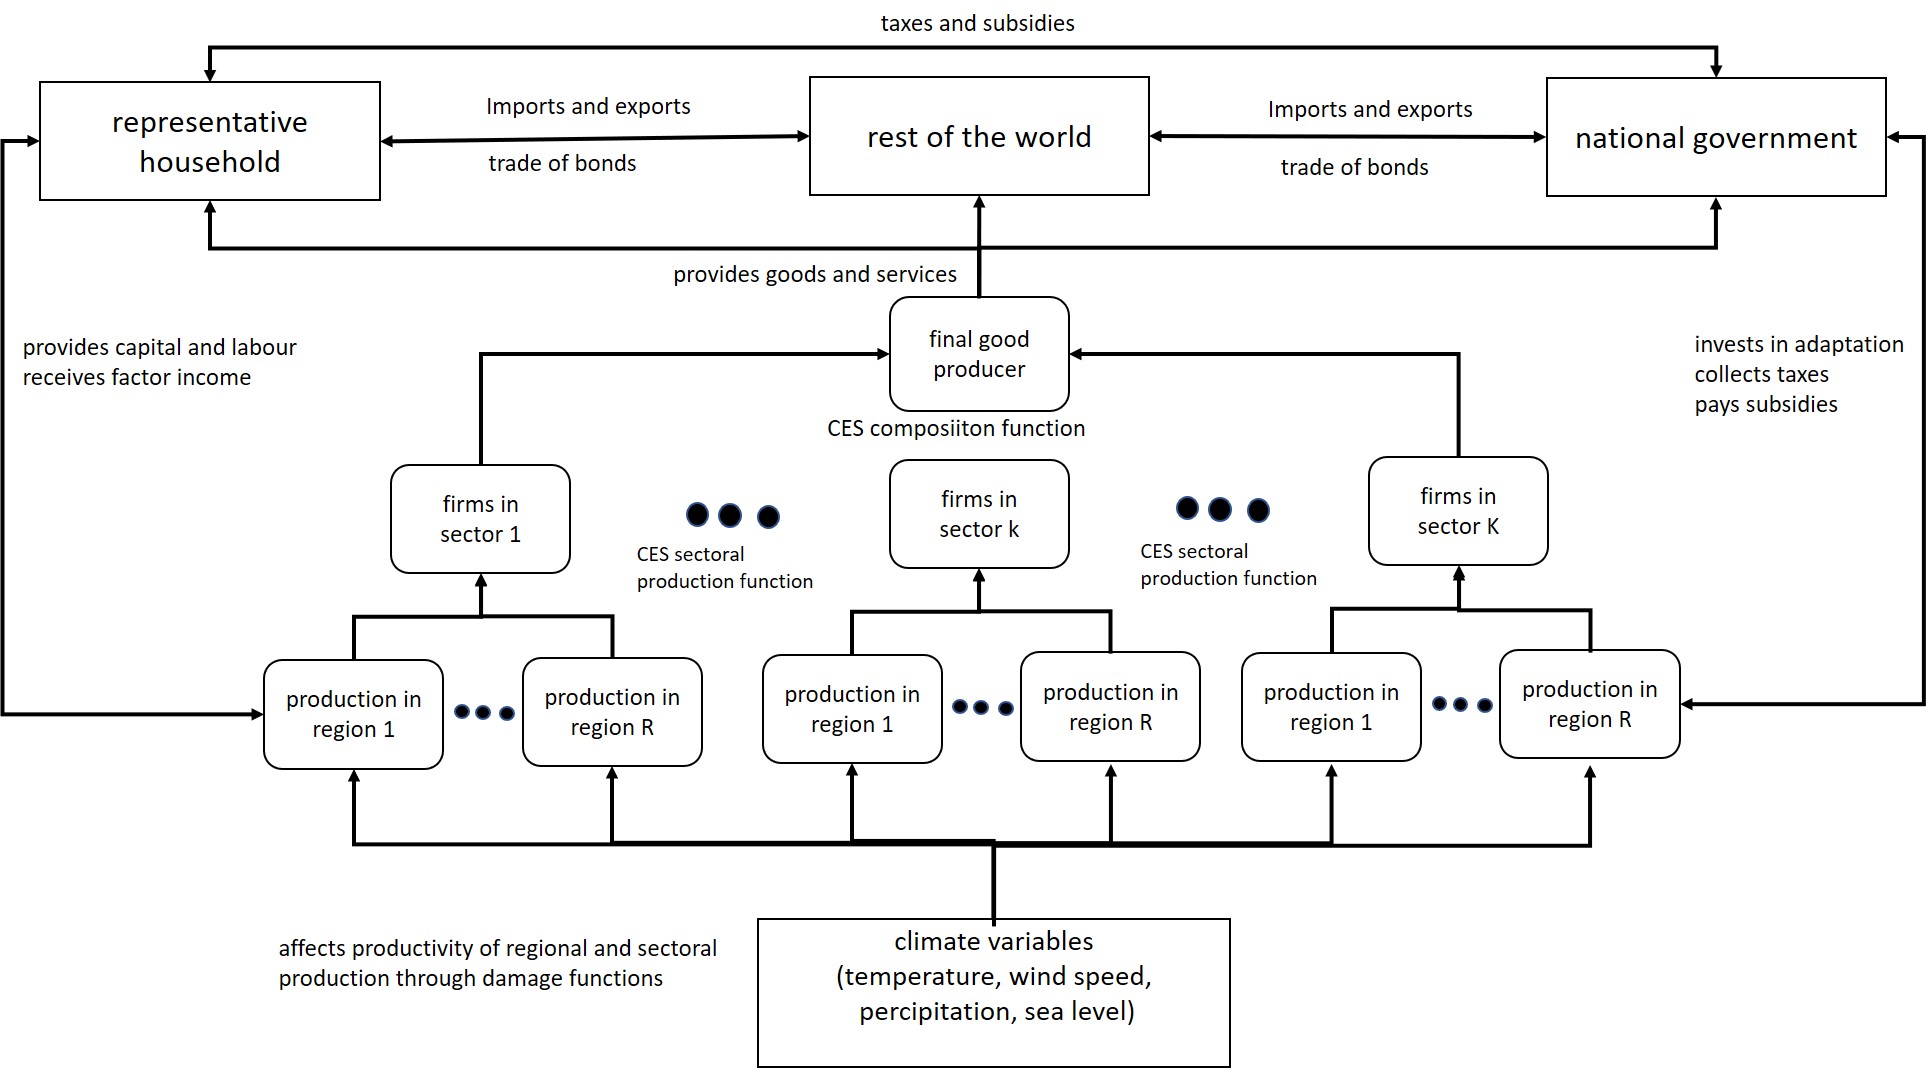 taxes and subsidies
representative
household
Imports and exports
trade of bonds
rest of the world
Imports and exports
trade of bonds
national government
provides goods and services
provides capital and labour
receives factor income
final good
producer
invests in adaptation
collects taxes
pays subsidies
CES composiiton function
firms in
sector 1
CES sectoral
production function
firms in
sector k
CES sectoral
production function
firms in
sector K
production in
region 1
production in
region R
production in
region 1
production in
region R
production in
region 1
production in
region R
affects productivity of regional and sectoral
production through damage functions
climate variables
(temperature, wind speed,
percipitation, sea level)